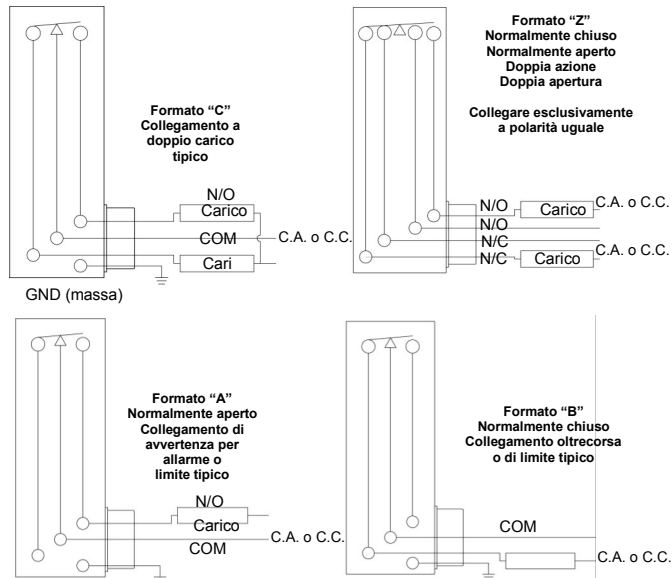 Formato “C”
Collegamento a
doppio carico
tipico
N/O
Carico
COM
C.A. o C.C.
Cari
GND (massa)
Formato “Z”
Normalmente chiuso
Normalmente aperto
Doppia azione
Doppia apertura
Collegare esclusivamente
a polarità uguale
N/O
Carico
C.A. o C.C.
N/O
N/C
C.A. o C.C.
N/C
Carico
Formato “A”
Normalmente aperto
Collegamento di
avvertenza per
allarme o
limite tipico
N/O
Carico
COM
C.A. o C.C.
Formato “B”
Normalmente chiuso
Collegamento oltrecorsa
o di limite tipico
COM
C.A. o C.C.